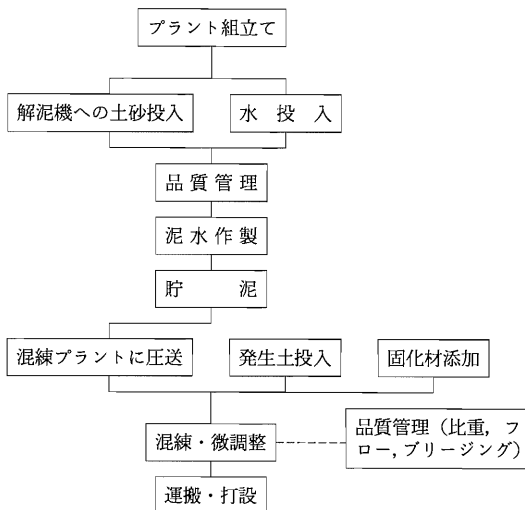 プラント組立て
解泥機への土砂投入
水 投 入
品 質 管 理
泥 水 作 製
貯 泥
混練プラントに圧送
発生土投入
固化材添加
混練・微調整
品質管理（比重，フ
ロー，ブリージング）
運搬・打設